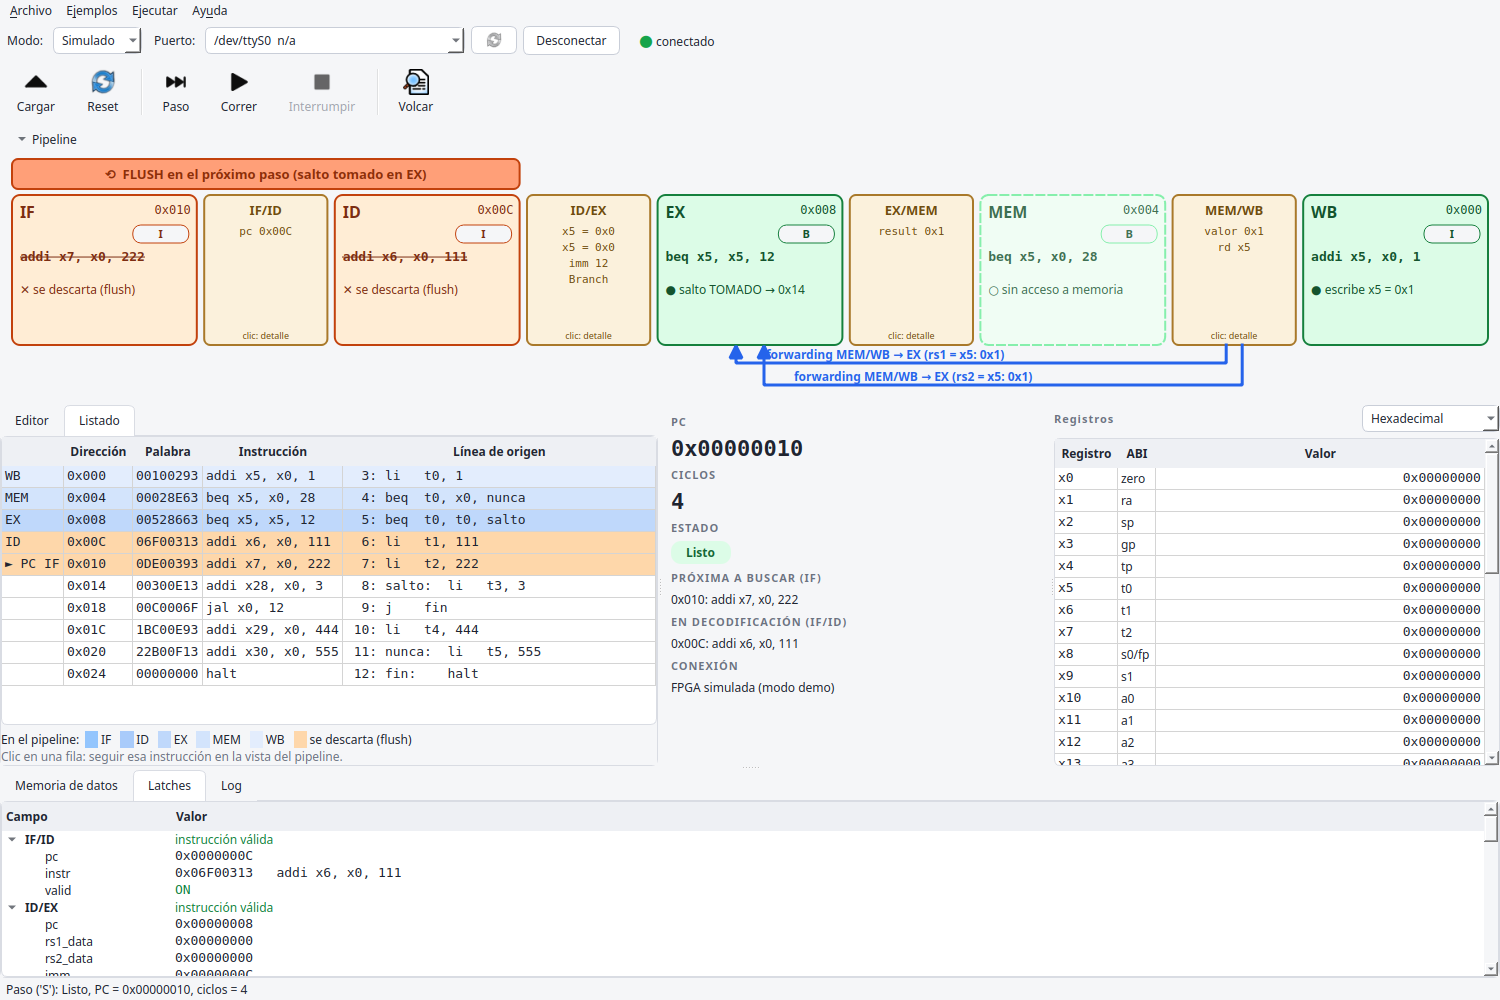 Archivo Ejemplos Ejecutar Ayuda
Modo: Simulado Puerto: /dev/ttyS0 n/a Desconectar conectado
Cargar Reset Paso Correr Interrumpir Volcar
Pipeline
⟲ FLUSH en el próximo paso (salto tomado en EX)
IF 0x010
I
addi x7, x0, 222
✕ se descarta (flush)
IF/ID
pc 0x00C
clic: detalle
ID 0x00C
I
addi x6, x0, 111
✕ se descarta (flush)
ID/EX
x5 = 0x0
x5 = 0x0
imm 12
Branch
clic: detalle
EX 0x008
B
beq x5, x5, 12
● salto TOMADO → 0x14
EX/MEM
result 0x1
clic: detalle
MEM 0x004
B
beq x5, x0, 28
○ sin acceso a memoria
MEM/WB
valor 0x1
rd x5
clic: detalle
WB 0x000
I
addi x5, x0, 1
● escribe x5 = 0x1
forwarding MEM/WB → EX (rs1 = x5: 0x1)
forwarding MEM/WB → EX (rs2 = x5: 0x1)
Editor Listado
Dirección Palabra Instrucción Línea de origen
WB 0x000 00100293 addi x5, x0, 1 3: li t0, 1
MEM 0x004 00028E63 beq x5, x0, 28 4: beq t0, x0, nunca
EX 0x008 00528663 beq x5, x5, 12 5: beq t0, t0, salto
ID 0x00C 06F00313 addi x6, x0, 111 6: li t1, 111
► PC IF 0x010 0DE00393 addi x7, x0, 222 7: li t2, 222
0x014 00300E13 addi x28, x0, 3 8: salto: li t3, 3
0x018 00C0006F jal x0, 12 9: j fin
0x01C 1BC00E93 addi x29, x0, 444 10: li t4, 444
0x020 22B00F13 addi x30, x0, 555 11: nunca: li t5, 555
0x024 00000000 halt 12: fin: halt
En el pipeline: IF ID EX MEM WB se descarta (flush)
Clic en una fila: seguir esa instrucción en la vista del pipeline.
PC
0x00000010
CICLOS
4
ESTADO
Listo
PRÓXIMA A BUSCAR (IF)
0x010: addi x7, x0, 222
EN DECODIFICACIÓN (IF/ID)
0x00C: addi x6, x0, 111
CONEXIÓN
FPGA simulada (modo demo)
Registros Hexadecimal
Registro ABI Valor
x0 zero 0x00000000
x1 ra 0x00000000
x2 sp 0x00000000
x3 gp 0x00000000
x4 tp 0x00000000
x5 t0 0x00000000
x6 t1 0x00000000
x7 t2 0x00000000
x8 s0/fp 0x00000000
x9 s1 0x00000000
x10 a0 0x00000000
x11 a1 0x00000000
x12 a2 0x00000000
x13 a3 0x00000000
Memoria de datos Latches Log
Campo Valor
IF/ID instrucción válida
pc 0x0000000C
instr 0x06F00313 addi x6, x0, 111
valid ON
ID/EX instrucción válida
pc 0x00000008
rs1_data 0x00000000
rs2_data 0x00000000
imm 0x0000000C
Paso ('S'): Listo, PC = 0x00000010, ciclos = 4